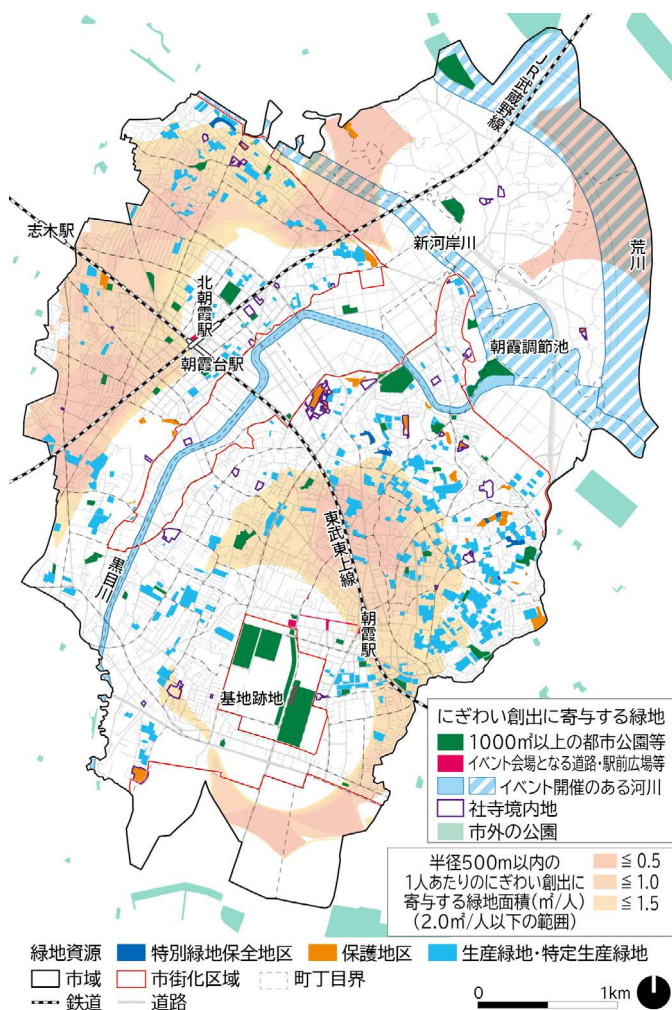 JR武蔵野線
志木駅
新河岸川
荒川
北朝霞駅
朝霞台駅
朝霞調節池
東武東上線
黒目川
朝霞駅
基地跡地
にぎわい創出に寄与する緑地
1000㎡以上の都市公園等
イベント会場となる道路・駅前広場等
イベント開催のある河川
社寺境内地
市外の公園
半径500m以内の
1人あたりのにぎわい創出に
寄与する緑地面積(㎡/人)
(2.0㎡/人以下の範囲)
≦0.5
≦1.0
≦1.5
緑地資源 特別緑地保全地区 保護地区 生産緑地・特定生産緑地
市域 市街化区域 町丁目界
鉄道 道路
0 1km